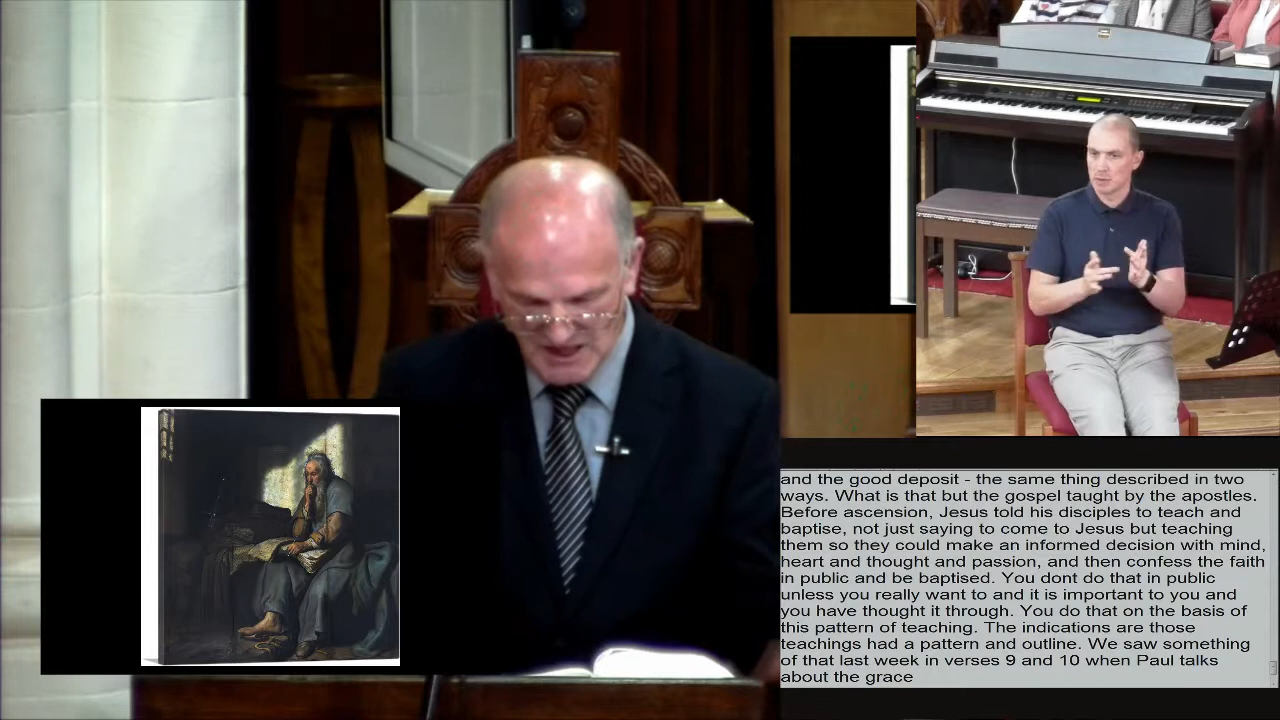 and the good deposit - the same thing described in two
ways. What is that but the gospel taught by the apostles.
Before ascension, Jesus told his disciples to teach and
baptise, not just saying to come to Jesus but teaching
them so they could make an informed decision with mind,
heart and thought and passion, and then confess the faith
in public and be baptised. You dont do that in public
unless you really want to and it is important to you and
you have thought it through. You do that on the basis of
this pattern of teaching. The indications are those
teachings had a pattern and outline. We saw something
of that last week in verses 9 and 10 when Paul talks
about the grace